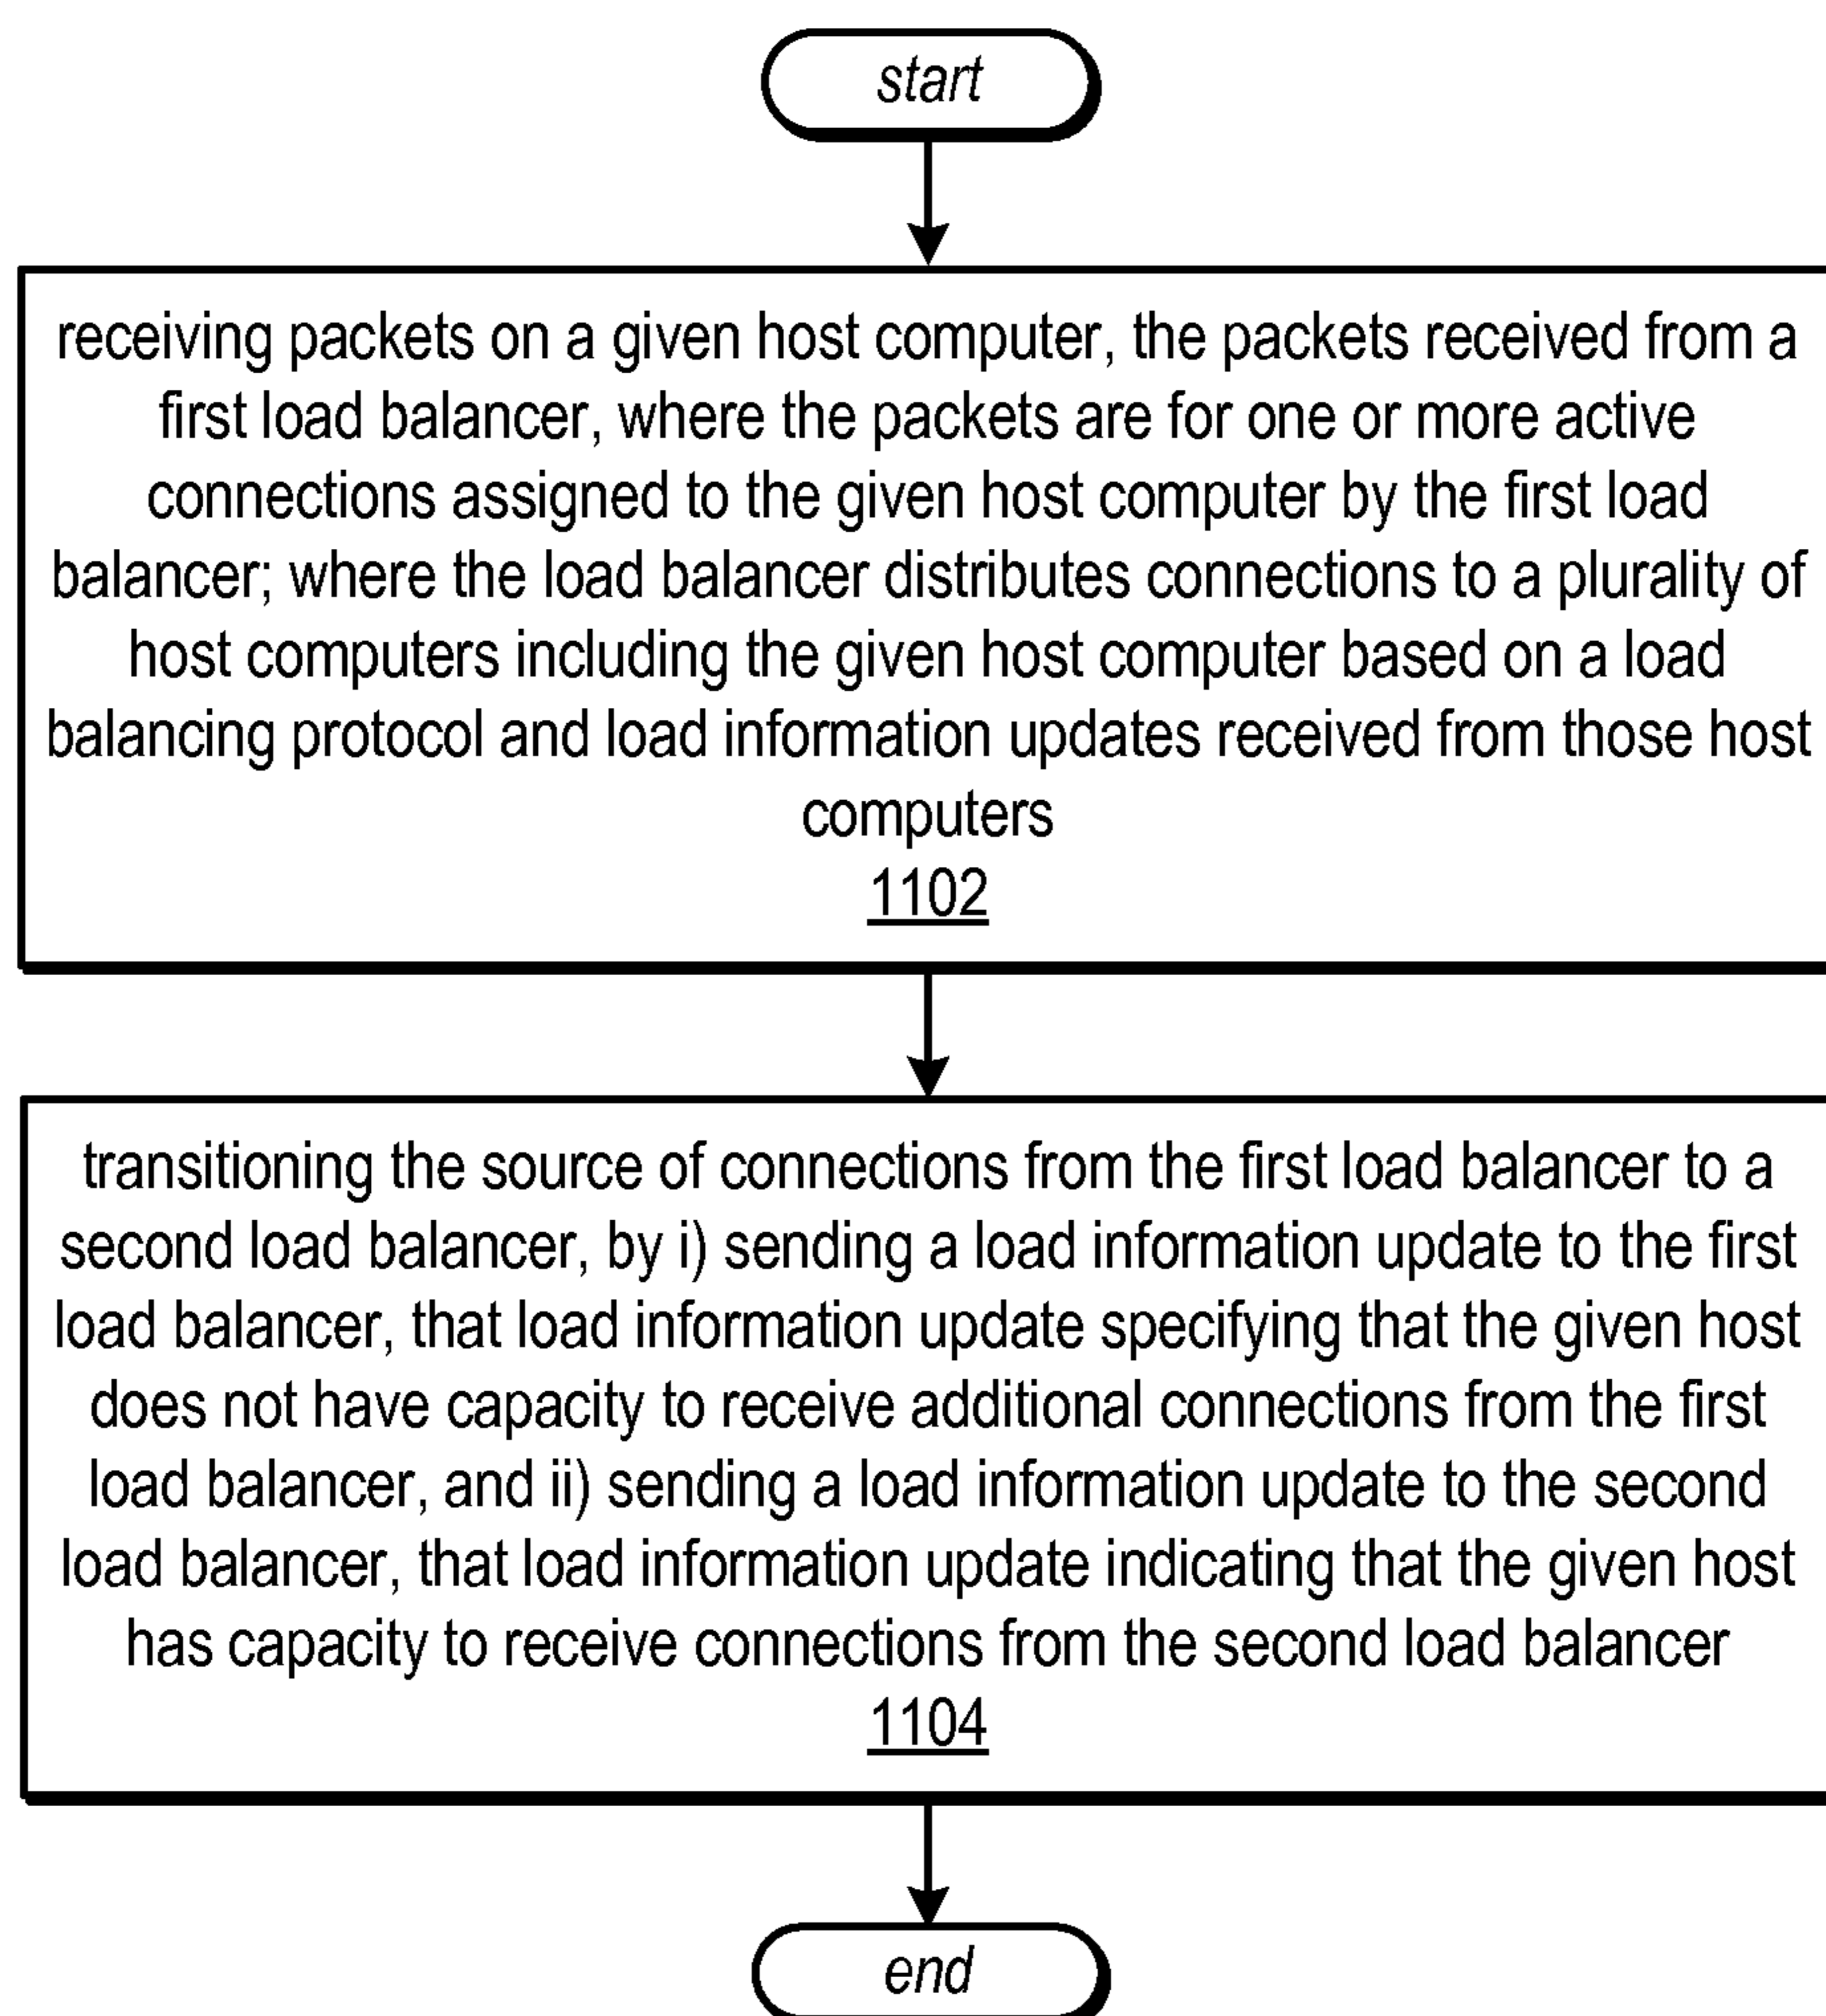 start
receiving packets on a given host computer, the packets received from a
first load balancer, where the packets are for one or more active
connections assigned to the given host computer by the first load
balancer; where the load balancer distributes connections to a plurality of
host computers including the given host computer based on a load
balancing protocol and load information updates received from those host
computers
1102
transitioning the source of connections from the first load balancer to a
second load balancer, by i) sending a load information update to the first
load balancer, that load information update specifying that the given host
does not have capacity to receive additional connections from the first
load balancer, and ii) sending a load information update to the second
load balancer, that load information update indicating that the given host
has capacity to receive connections from the second load balancer
1104
end